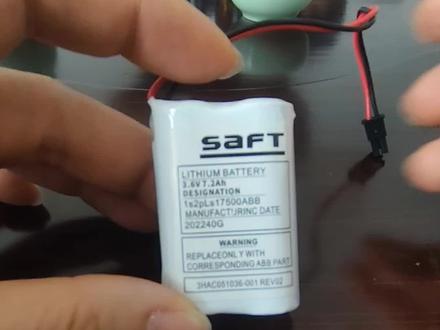 SAFT
LITHIUM BATTERY
3.6V 7.2Ah
DESIGNATION
1s2pLs17500ABB
MANUFACTURINC DATE
202240G
WARNING
REPLACEONLY WITH
CORRESPONDING ABB PART
3HAC051036-001 REV02